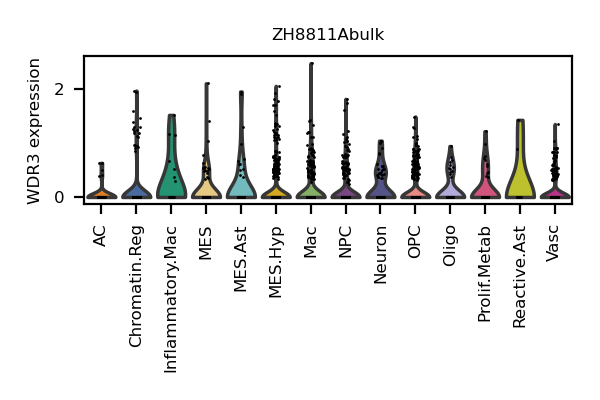 ZH8811Abulk
WDR3 expression
2
0
AC
Chromatin.Reg
Inflammatory.Mac
MES
MES.Ast
MES.Hyp
Mac
NPC
Neuron
OPC
Oligo
Prolif.Metab
Reactive.Ast
Vasc